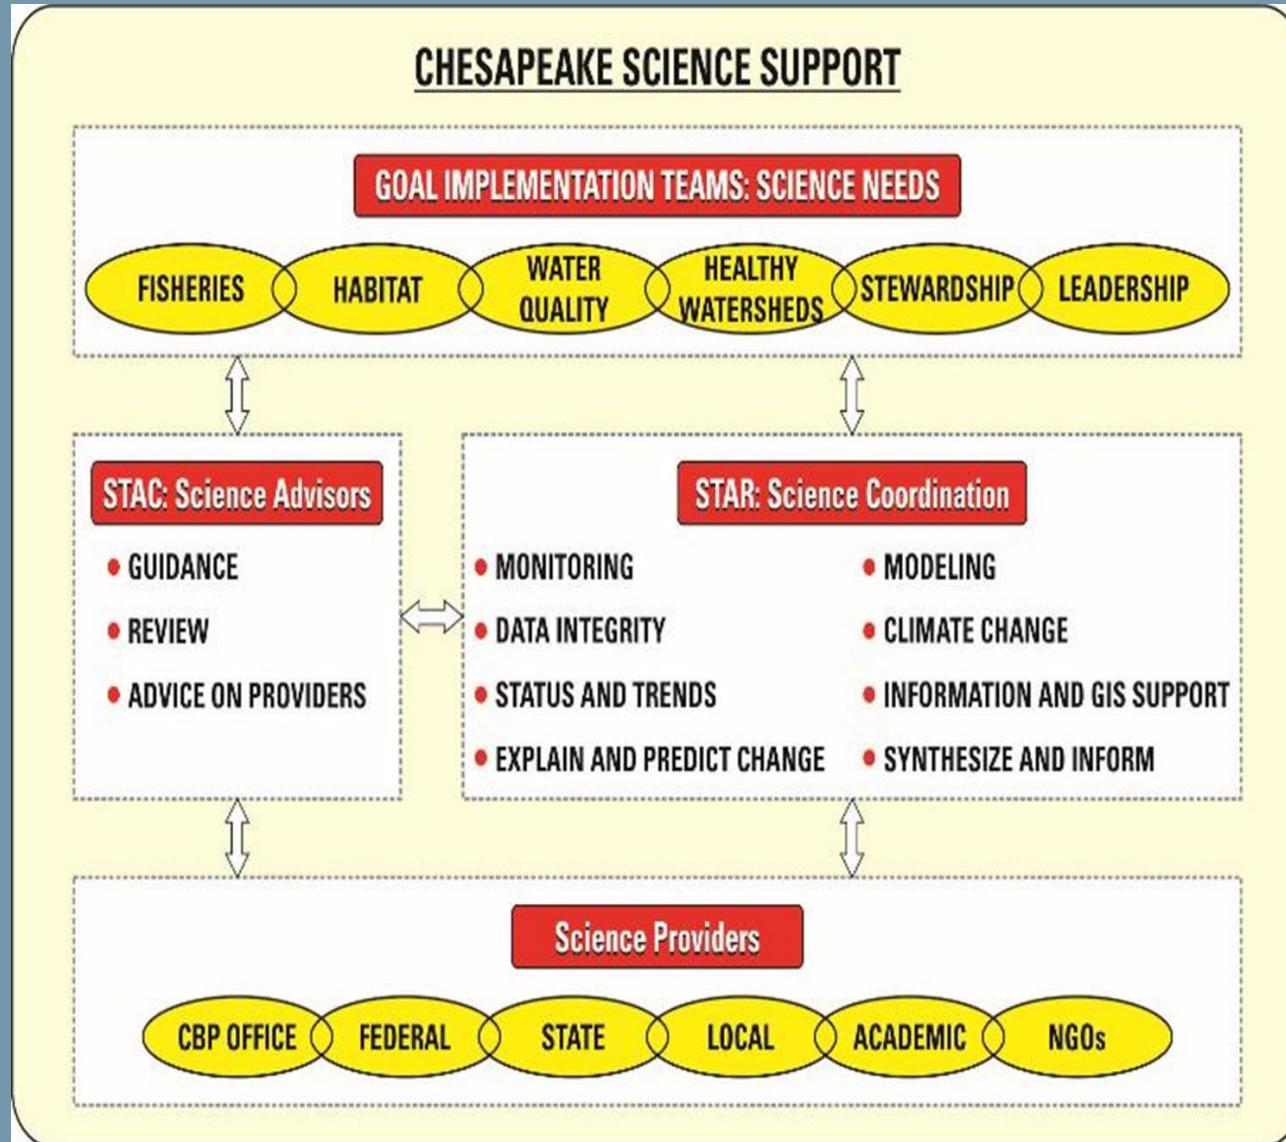 CHESAPEAKE SCIENCE SUPPORT
GOAL IMPLEMENTATION TEAMS: SCIENCE NEEDS
FISHERIES
HABITAT
WATER
QUALITY
HEALTHY
WATERSHEDS
STEWARDSHIP
LEADERSHIP
STAC: Science Advisors
• GUIDANCE
• REVIEW
• ADVICE ON PROVIDERS
STAR: Science Coordination
• MONITORING
• DATA INTEGRITY
• STATUS AND TRENDS
• EXPLAIN AND PREDICT CHANGE
• MODELING
• CLIMATE CHANGE
• INFORMATION AND GIS SUPPORT
• SYNTHESIZE AND INFORM
Science Providers
CBP OFFICE
FEDERAL
STATE
LOCAL
ACADEMIC
NGOs